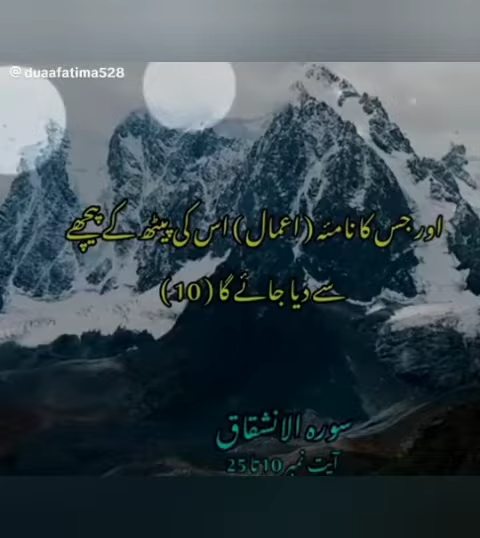 @duaafatima528
اور جس کا نامئہ (اعمال) اس کی پیٹھ کے پیچھے
سے دیا جائے گا (10)
سورہ الانشقاق
آیت نمبر 10 تا 25